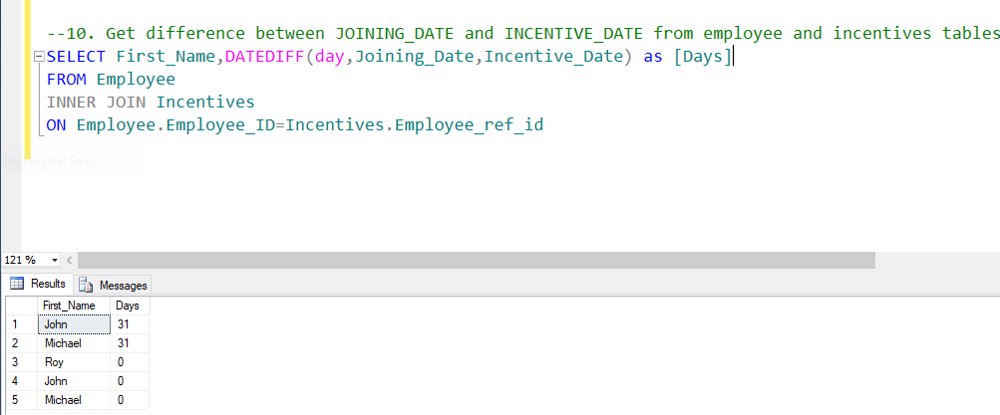 --10. Get difference between JOINING_DATE and INCENTIVE_DATE from employee and incentives tables
SELECT First_Name,DATEDIFF(day,Joining_Date,Incentive_Date) as [Days]
FROM Employee
INNER JOIN Incentives
ON Employee.Employee_ID=Incentives.Employee_ref_id
Rectangular Snip
121 %
Results Messages
First_Name Days
1 John 31
2 Michael 31
3 Roy 0
4 John 0
5 Michael 0